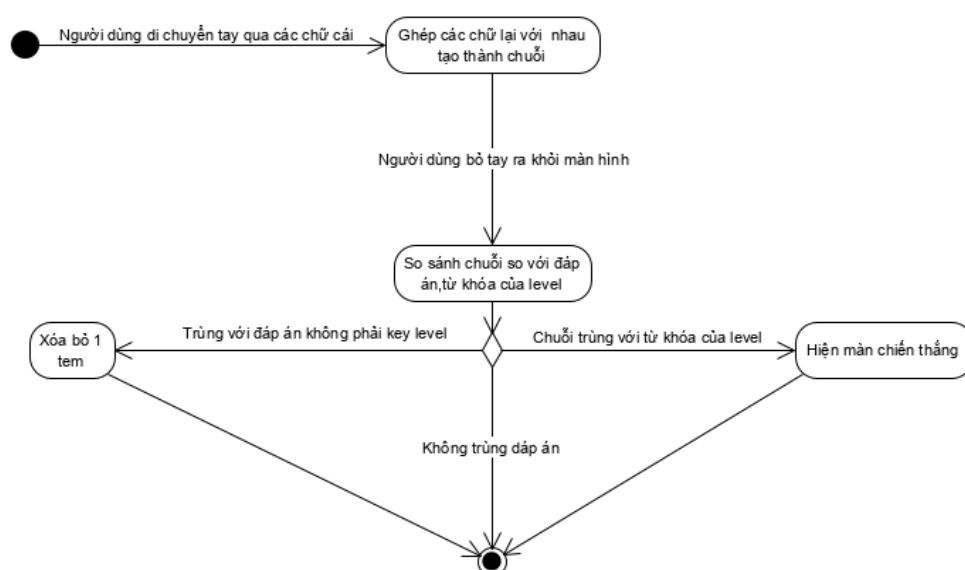 Người dùng di chuyển tay qua các chữ cái
Ghép các chữ lại với nhau
tạo thành chuỗi
Người dùng bỏ tay ra khỏi màn hình
So sánh chuỗi so với đáp
án,từ khóa của level
Trùng với đáp án không phải key level
Chuỗi trùng với từ khóa của level
Xóa bỏ 1
tem
Hiện màn chiến thắng
Không trùng dáp án